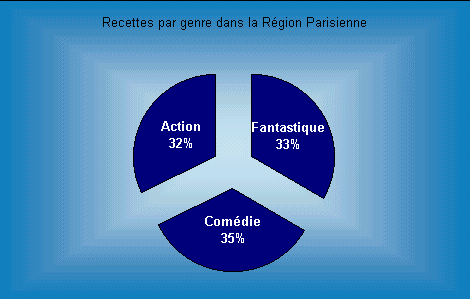 Recettes par genre dans la Région Parisienne
Action
32%
Fantastique
33%
Comédie
35%